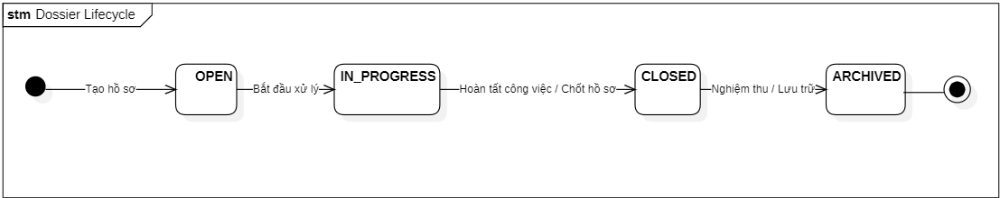 stm Dossier Lifecycle
Tạo hồ sơ
OPEN
Bắt đầu xử lý
IN_PROGRESS
Hoàn tất công việc / Chốt hồ sơ
CLOSED
Nghiệm thu / Lưu trữ
ARCHIVED